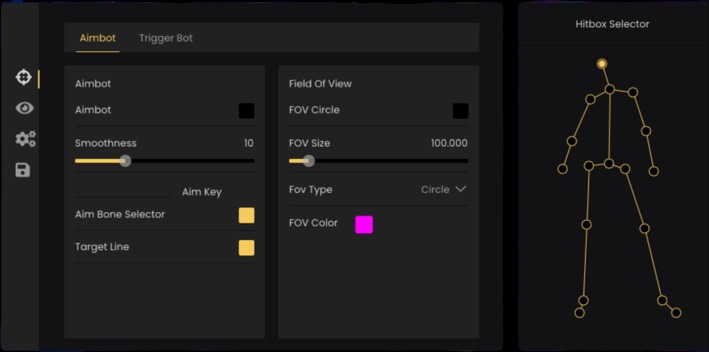 Aimbot
Trigger Bot
Hitbox Selector
Aimbot
Aimbot
Smoothness 10
Aim Key
Aim Bone Selector
Target Line
Field Of View
FOV Circle
FOV Size 100.000
Fov Type Circle
FOV Color